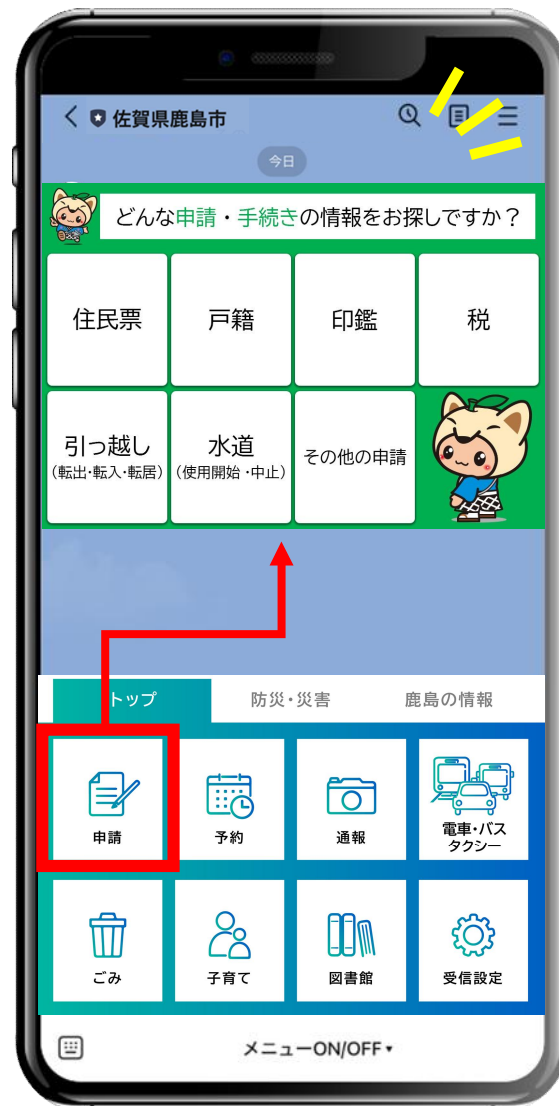 佐賀県鹿島市
今日
どんな申請・手続きの情報をお探しですか？
住民票
戸籍
印鑑
税
引っ越し
(転出・転入・転居)
水道
(使用開始・中止)
その他の申請
トップ
防災・災害
鹿島の情報
申請
予約
通報
電車・バス
タクシー
ごみ
子育て
図書館
受信設定
メニューON/OFF▾